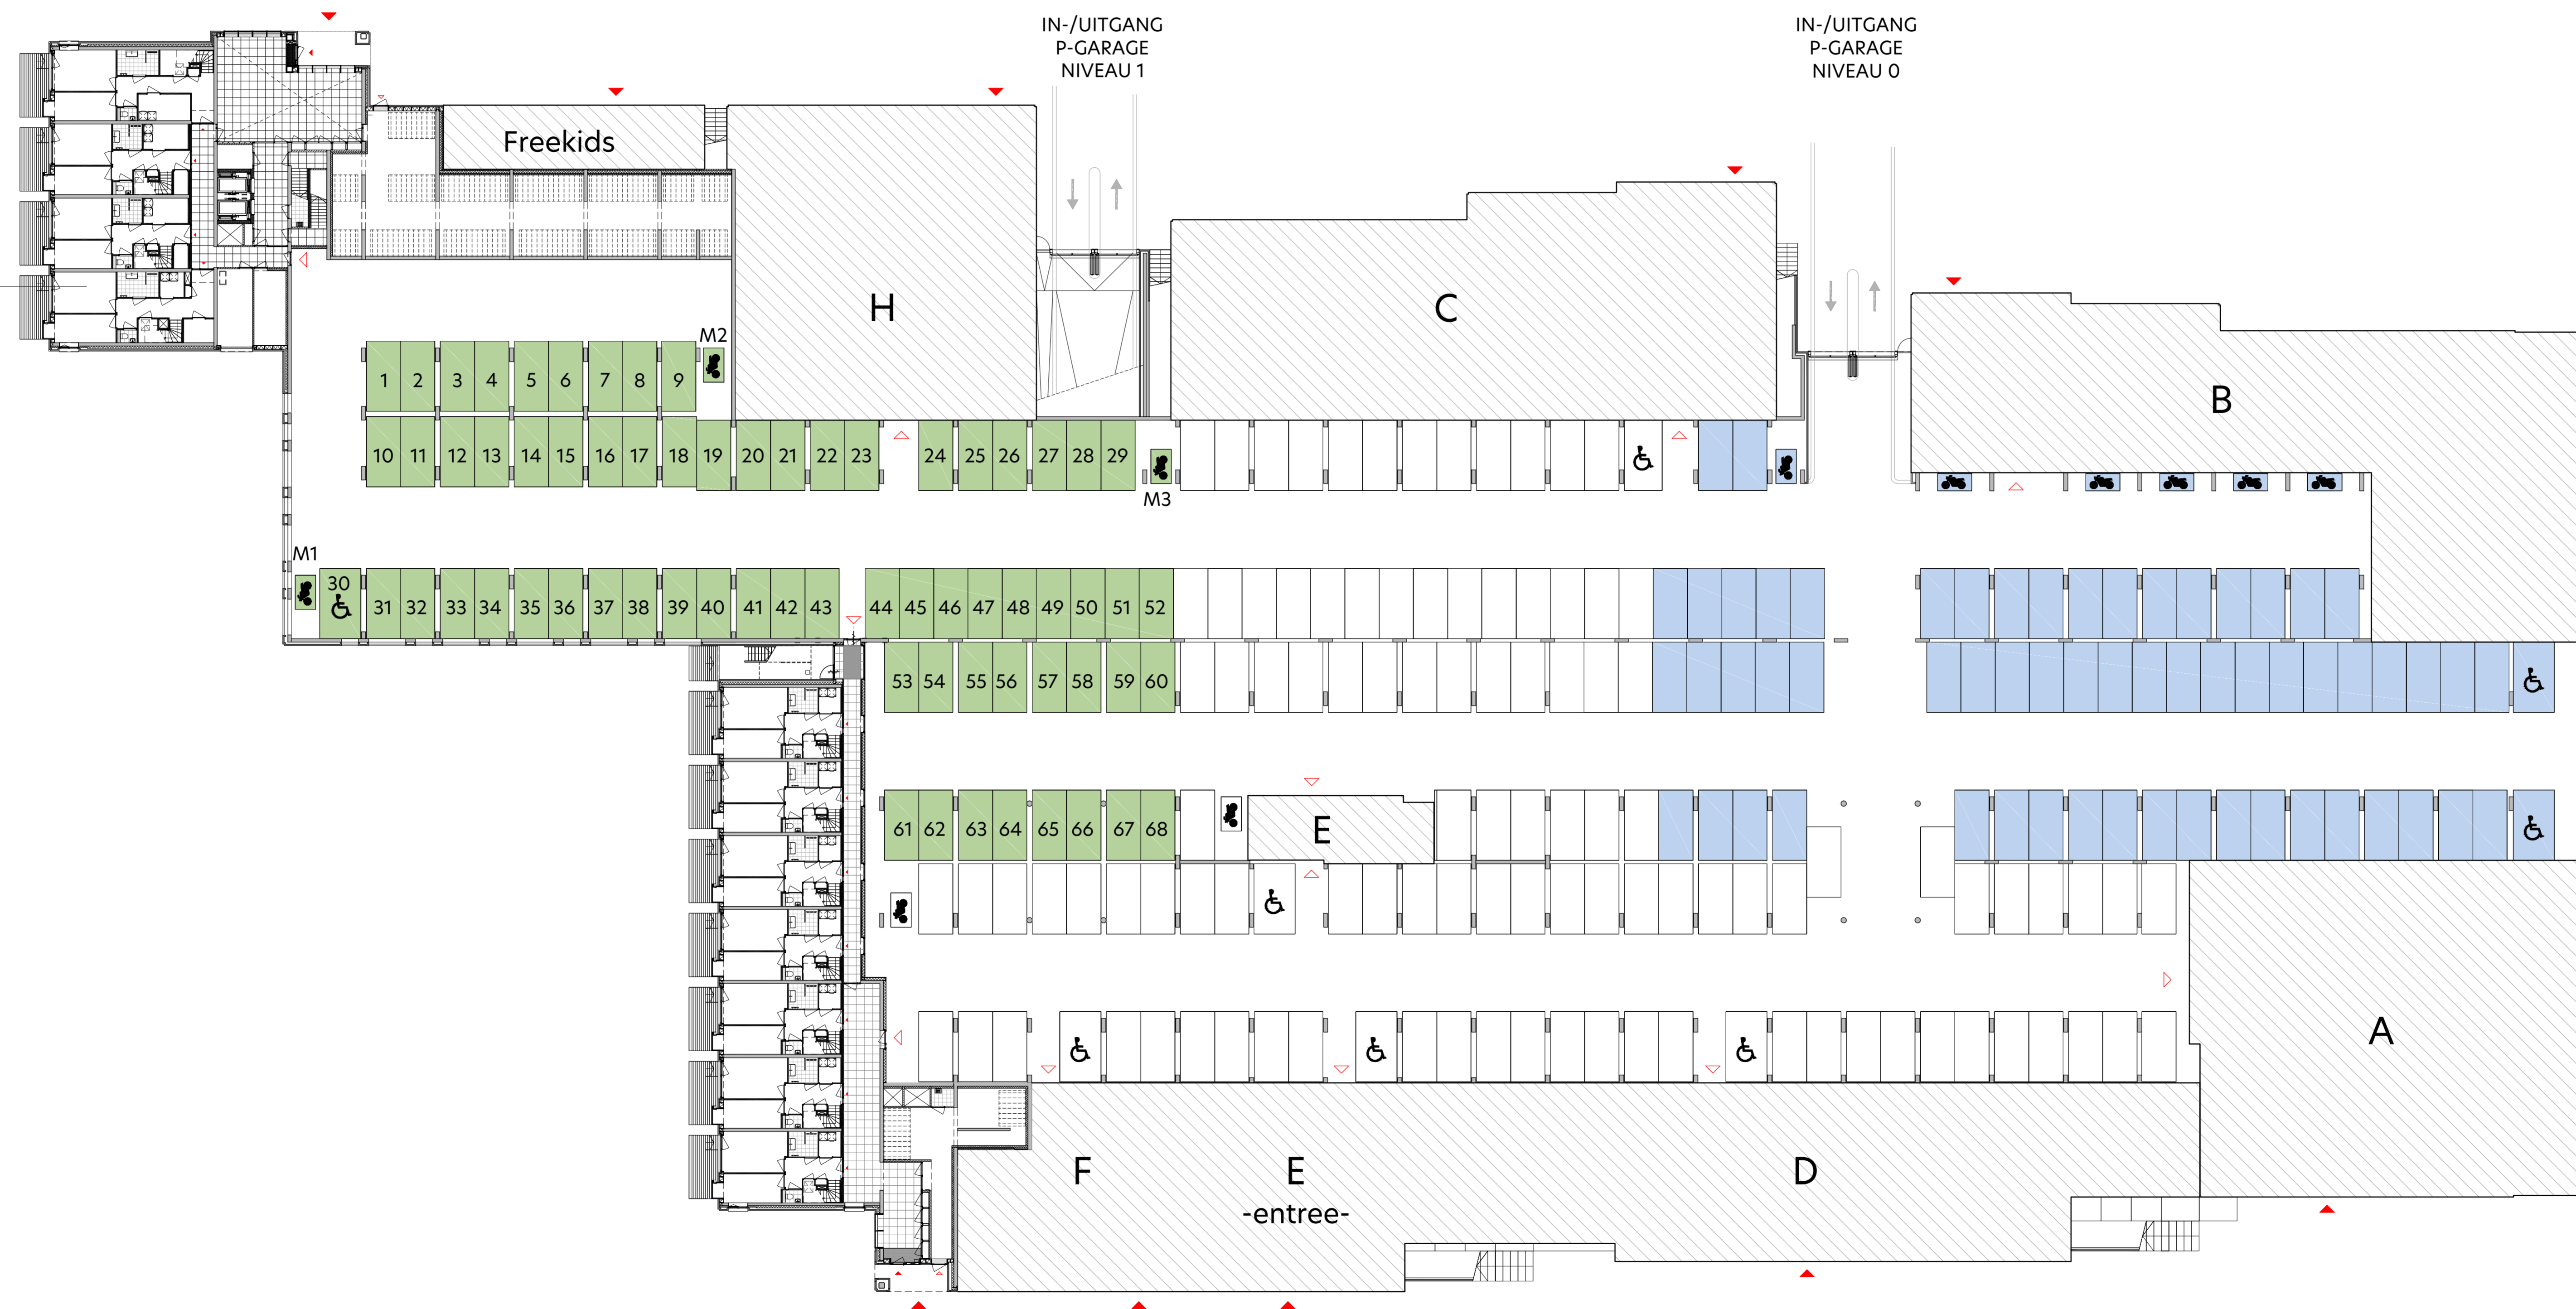 IN-/UITGANG
P-GARAGE
NIVEAU 1
IN-/UITGANG
P-GARAGE
NIVEAU 0
Freekids
H
C
B
M2
1 2 3 4 5 6 7 8 9
10 11 12 13 14 15 16 17 18 19 20 21 22 23 24 25 26 27 28 29
M3
M1
30
31 32 33 34 35 36 37 38 39 40 41 42 43 44 45 46 47 48 49 50 51 52
53 54 55 56 57 58 59 60
61 62 63 64 65 66 67 68
E
A
F
E
-entree-
D